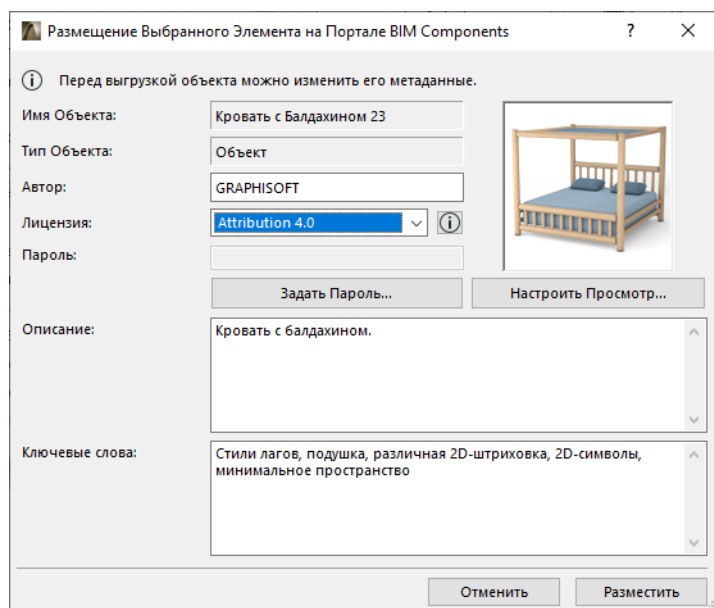 Размещение Выбранного Элемента на Портале BIM Components
Перед выгрузкой объекта можно изменить его метаданные.
Имя Объекта:
Кровать с Балдахином 23
Тип Объекта:
Объект
Автор:
GRAPHISOFT
Лицензия:
Attribution 4.0
Пароль:
Задать Пароль...
Настроить Просмотр...
Описание:
Кровать с балдахином.
Ключевые слова:
Стили лагов, подушка, различная 2D-штриховка, 2D-символы,
минимальное пространство
Отменить
Разместить